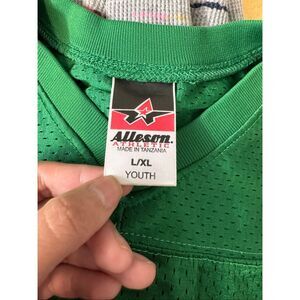 Alleson
ATHLETIC
MADE IN TANZANIA
L/XL
YOUTH